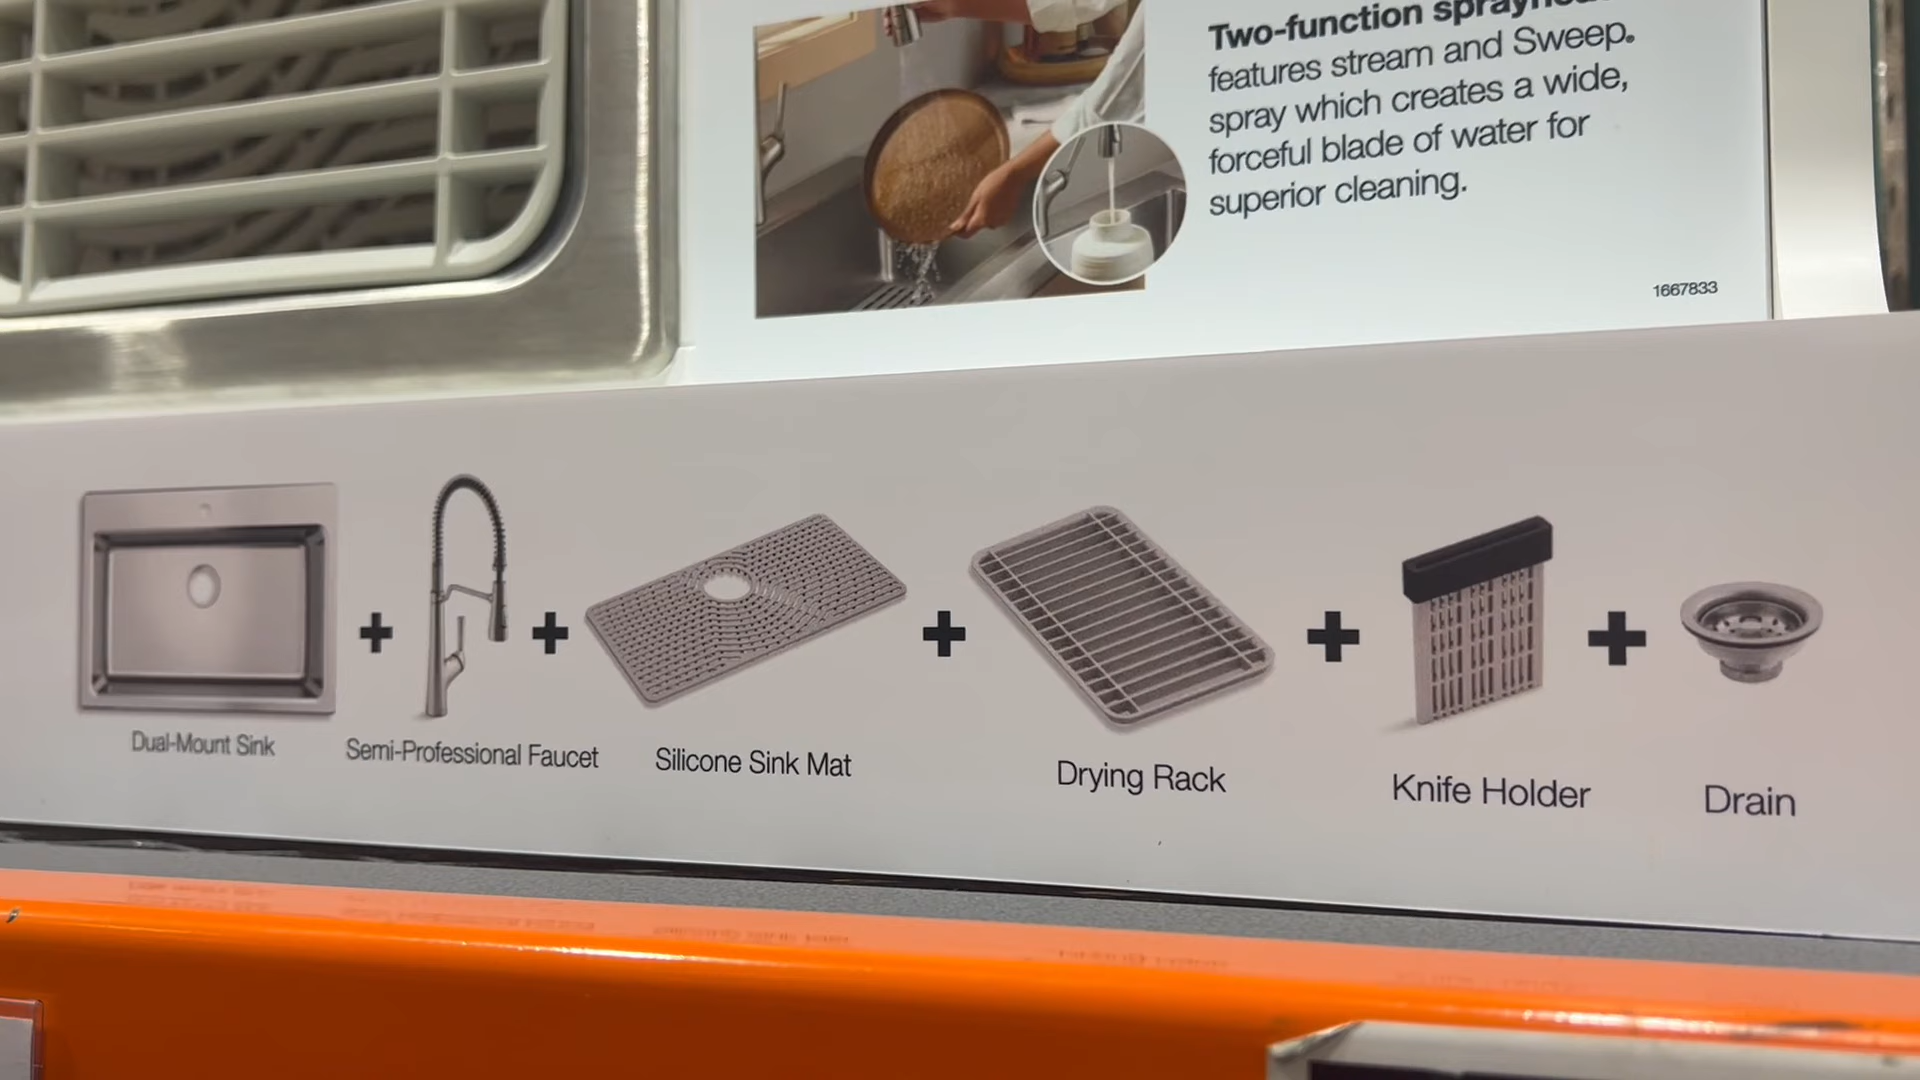 Two-function
features stream and Sweep®
spray which creates a wide,
forceful blade of water for
superior cleaning.
1667833
Dual-Mount Sink
Semi-Professional Faucet
Silicone Sink Mat
Drying Rack
Knife Holder
Drain